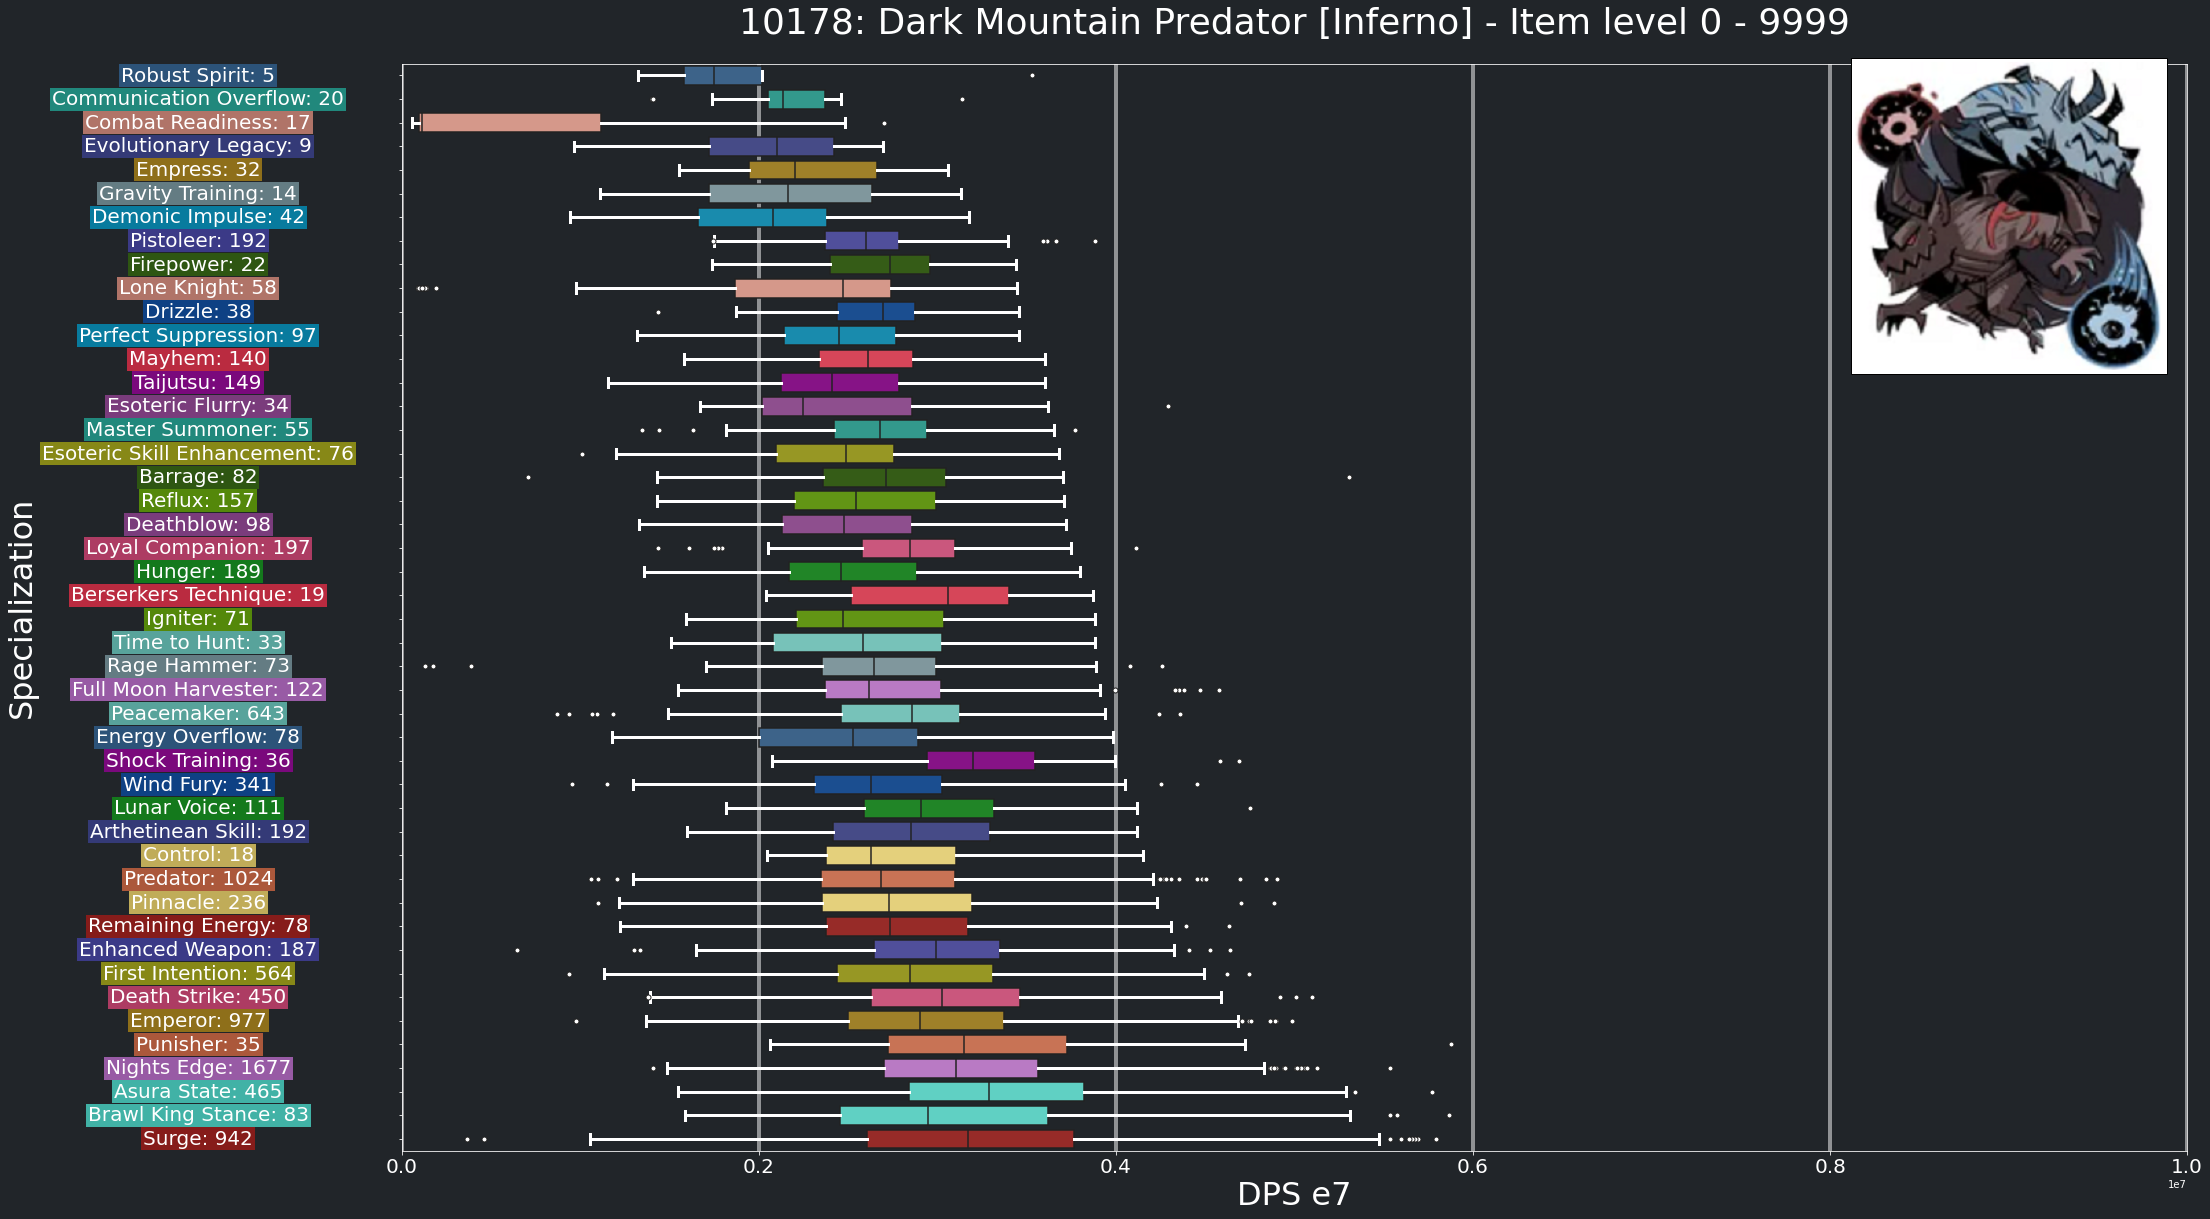 10178: Dark Mountain Predator [Inferno] - Item level 0 - 9999
Robust Spirit: 5
Communication Overflow: 20
Combat Readiness: 17
Evolutionary Legacy: 9
Empress: 32
Gravity Training: 14
Demonic Impulse: 42
Pistoleer: 192
Firepower: 22
Lone Knight: 58
Drizzle: 38
Perfect Suppression: 97
Mayhem: 140
Taijutsu: 149
Esoteric Flurry: 34
Master Summoner: 55
Esoteric Skill Enhancement: 76
Barrage: 82
Reflux: 157
Deathblow: 98
Loyal Companion: 197
Hunger: 189
Berserkers Technique: 19
Igniter: 71
Time to Hunt: 33
Rage Hammer: 73
Full Moon Harvester: 122
Peacemaker: 643
Energy Overflow: 78
Shock Training: 36
Wind Fury: 341
Lunar Voice: 111
Arthetinean Skill: 192
Control: 18
Predator: 1024
Pinnacle: 236
Remaining Energy: 78
Enhanced Weapon: 187
First Intention: 564
Death Strike: 450
Emperor: 977
Punisher: 35
Nights Edge: 1677
Asura State: 465
Brawl King Stance: 83
Surge: 942
Specialization
0.0 0.2 0.4 0.6 0.8 1.0
1e7
DPS e7